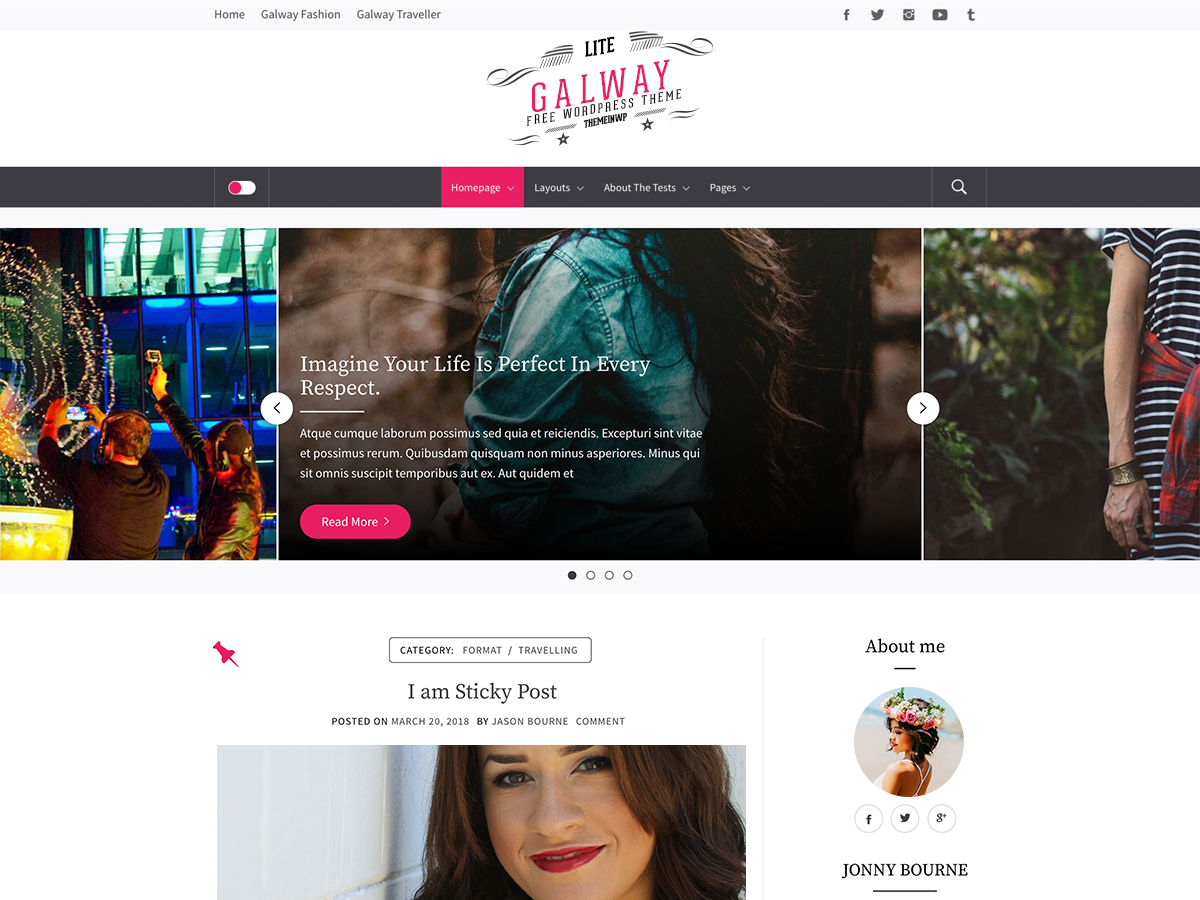 Home Galway Fashion Galway Traveller
LITE
GALWAY
FREE WORDPRESS THEME
THEMEINWP
Homepage Layouts About The Tests Pages
Imagine Your Life Is Perfect In Every
Respect.
Atque cumque laborum possimus sed quia et reiciendis. Excepturi sint vitae
et possimus rerum. Quibusdam quisquam non minus asperiores. Minus qui
sit omnis suscipit temporibus aut ex. Aut quidem et
Read More
CATEGORY: FORMAT / TRAVELLING
I am Sticky Post
POSTED ON MARCH 20, 2018 BY JASON BOURNE COMMENT
About me
JONNY BOURNE